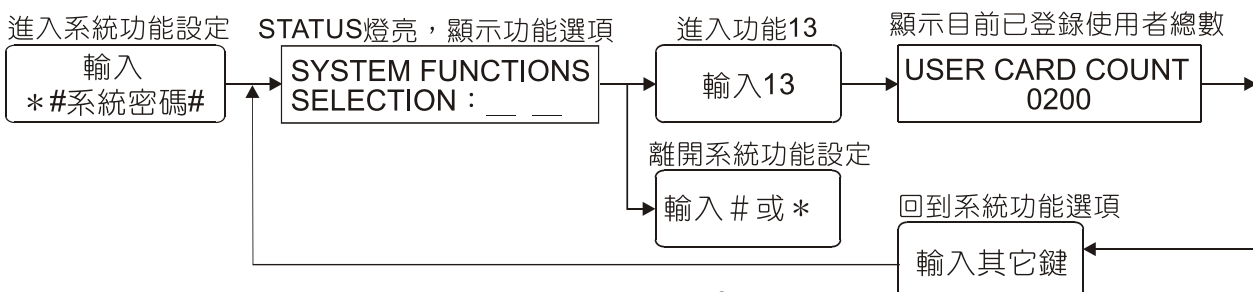 進入系統功能設定
輸入
＊#系統密碼#
STATUS燈亮，顯示功能選項
SYSTEM FUNCTIONS
SELECTION：__ __
進入功能13
輸入13
顯示目前已登錄使用者總數
USER CARD COUNT
0200
離開系統功能設定
輸入＃或＊
回到系統功能選項
輸入其它鍵